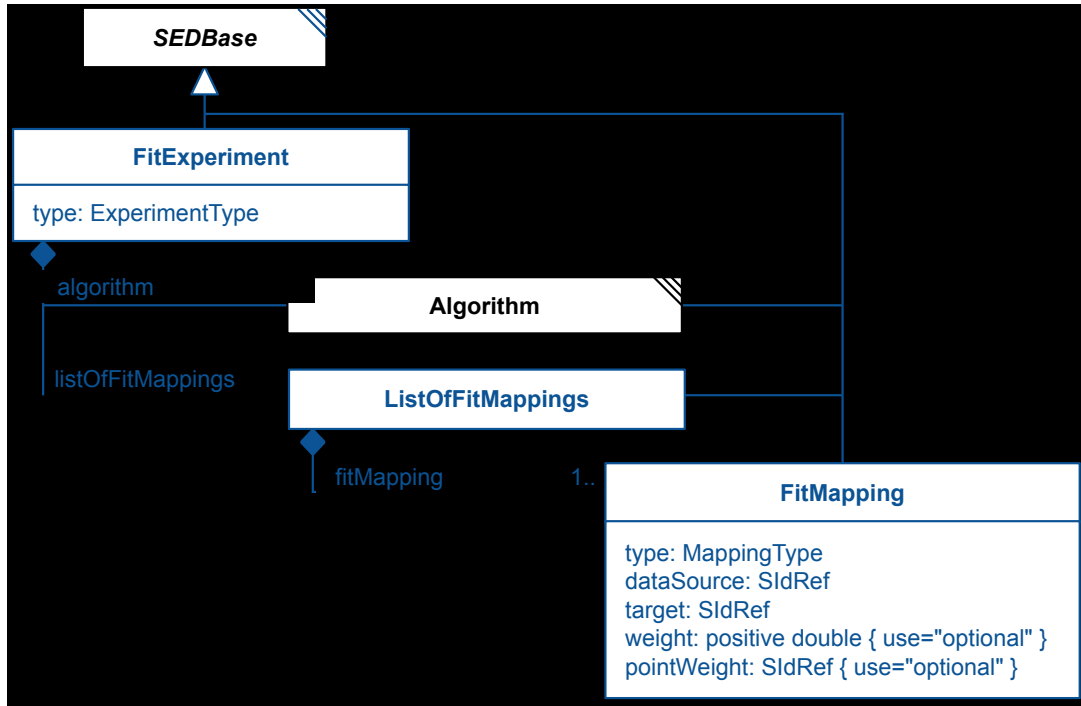 SEDBase
FitExperiment
type: ExperimentType
algorithm
Algorithm
listOfFitMappings
ListOfFitMappings
fitMapping
1..
FitMapping
type: MappingType
dataSource: SIdRef
target: SIdRef
weight: positive double { use="optional" }
pointWeight: SIdRef { use="optional" }